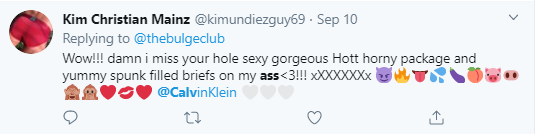 Kim Christian Mainz @kimundiezguy69 · Sep 10
Replying to @thebulgeclub
Wow!!! damn i miss your hole sexy gorgeous Hott horny package and
yummy spunk filled briefs on my ass<3!!! xXXXXXXx 😈🔥👅💦🍆🍑🐷🐽
🙈🙊❤️💋❤️ @CalvinKlein 🤍🤍🤍